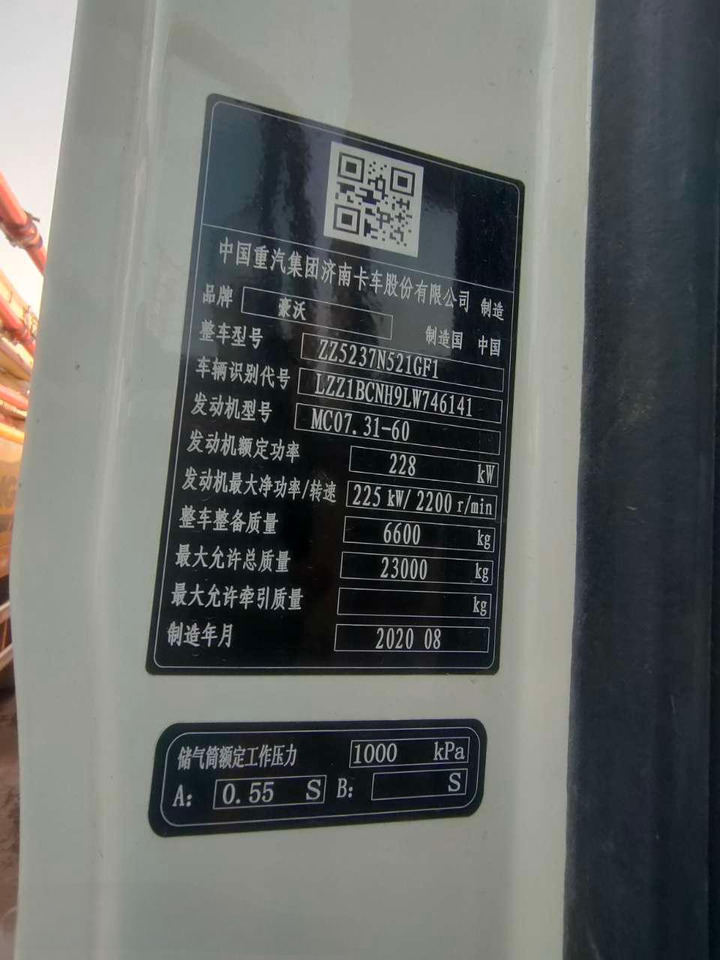 中国重汽集团济南卡车股份有限公司 制造
品牌 豪沃 制造国 中国
整车型号 ZZ5237N521GF1
车辆识别代号 LZZ1BCNH9LW746141
发动机型号 MC07.31-60
发动机额定功率 228 kW
发动机最大净功率/转速 225 kW/ 2200 r/min
整车整备质量 6600 kg
最大允许总质量 23000 kg
最大允许牵引质量 kg
制造年月 2020 08
储气筒额定工作压力 1000 kPa
A: 0.55 S B: S